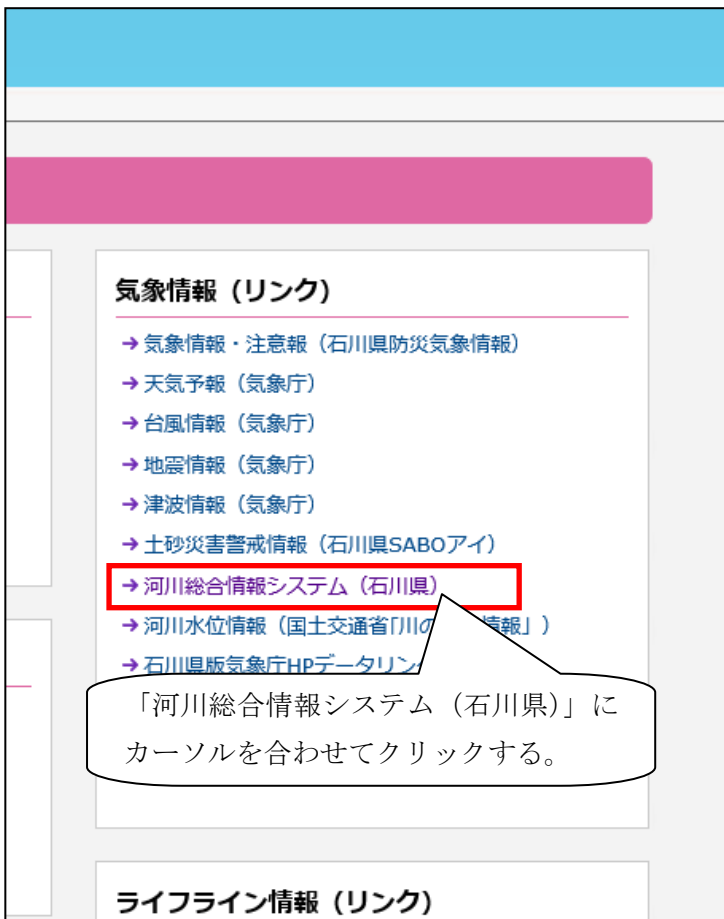 気象情報（リンク）
→気象情報・注意報（石川県防災気象情報）
→天気予報（気象庁）
→台風情報（気象庁）
→地震情報（気象庁）
→津波情報（気象庁）
→土砂災害警戒情報（石川県SABOアイ）
→河川総合情報システム（石川県）
→河川水位情報（国土交通省「川の 情報」）
→石川県版気象庁HPデータリンク
「河川総合情報システム（石川県）」に
カーソルを合わせてクリックする。
ライフライン情報（リンク）